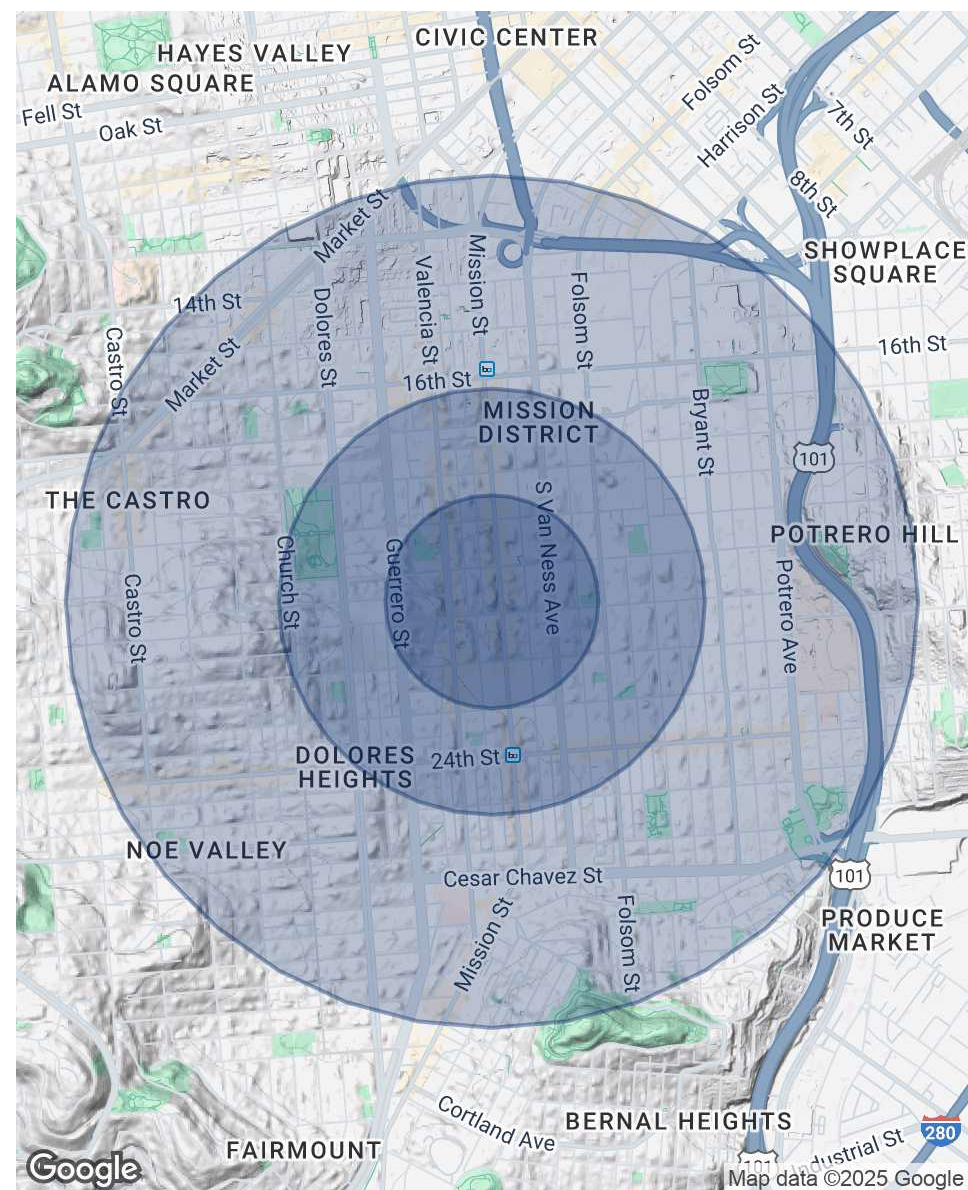 CIVIC CENTER
HAYES VALLEY
ALAMO SQUARE
Fell St
Oak St
Folsom St
Harrison St
7th St
8th St
Market St
SHOWPLACE
SQUARE
14th St
Dolores St
Valencia St
Mission St
Folsom St
16th St
Castro St
Market St
16th St
MISSION
DISTRICT
Bryant St
101
THE CASTRO
S Van Ness Ave
POTRERO HILL
Church St
Guerrero St
Castro St
Potrero Ave
DOLORES
HEIGHTS
24th St
NOE VALLEY
Cesar Chavez St
101
Mission St
Folsom St
PRODUCE
MARKET
Cortland Ave
BERNAL HEIGHTS
280
FAIRMOUNT
Industrial St
101
Google
Map data ©2025 Google